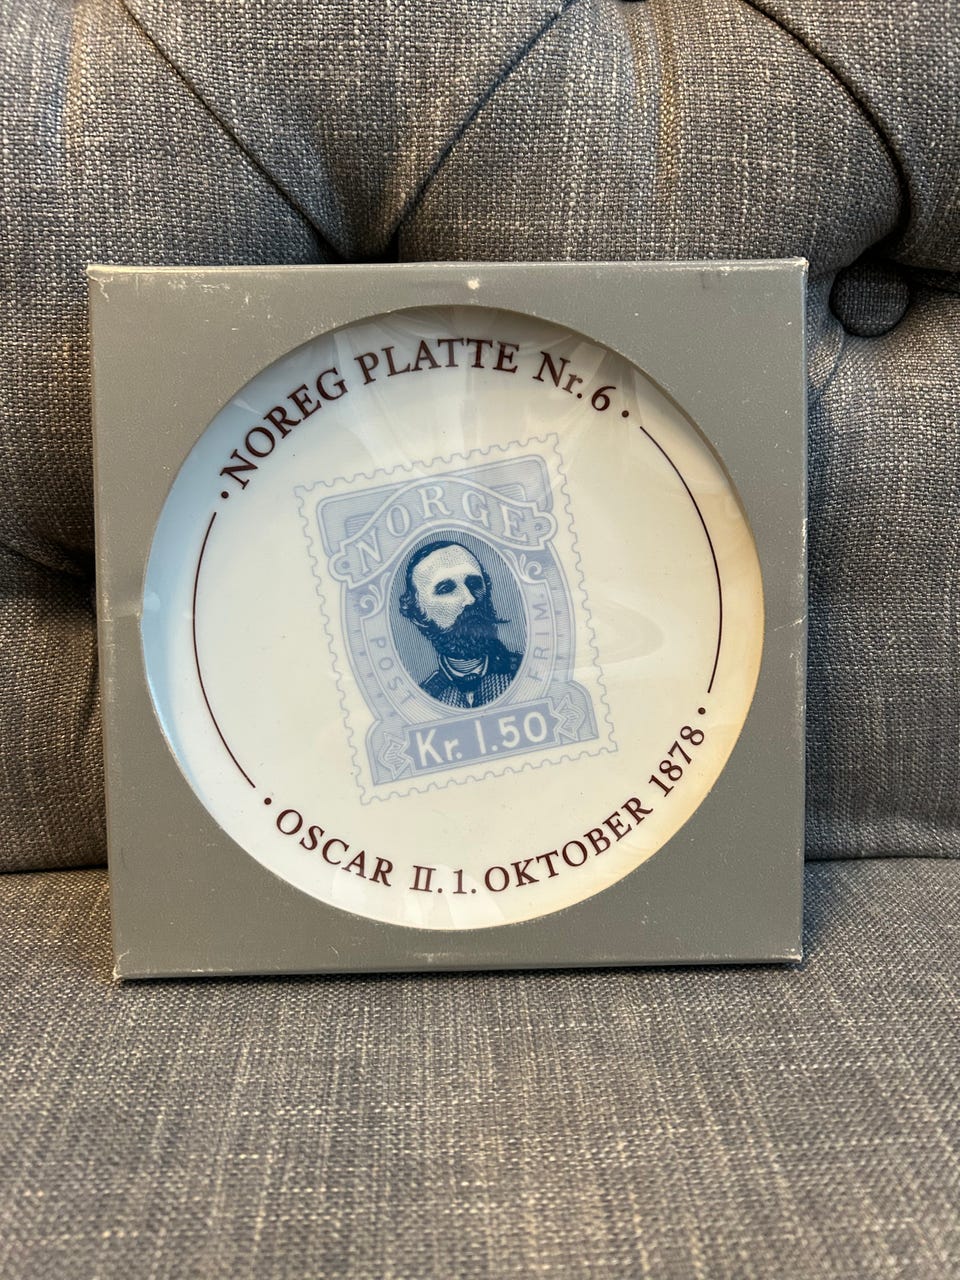 · NOREG PLATTE Nr.6 ·
NORGE
POST
FRIM.
Kr. 1.50
· OSCAR II. 1. OKTOBER 1878 ·